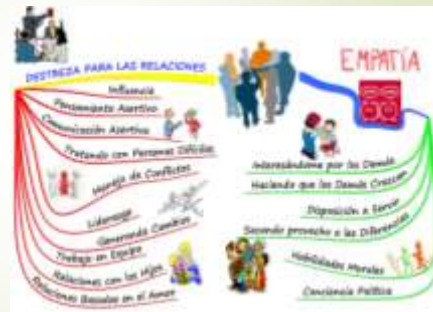 DESTREZA PARA LAS RELACIONES
Influencia
Pensamiento Asertivo
Comunicación Asertiva
Tratando con Personas Difíciles
Manejo de Conflictos
Liderazgo
Generando Cambios
Trabajo en Equipo
Relaciones con los Hijos
Relaciones Basadas en el Amor
EMPATÍA
Interesándome por los Demás
Haciendo que los Demás Crezcan
Disposición a Servir
Sacando provecho a las Diferencias
Habilidades Morales
Conciencia Política